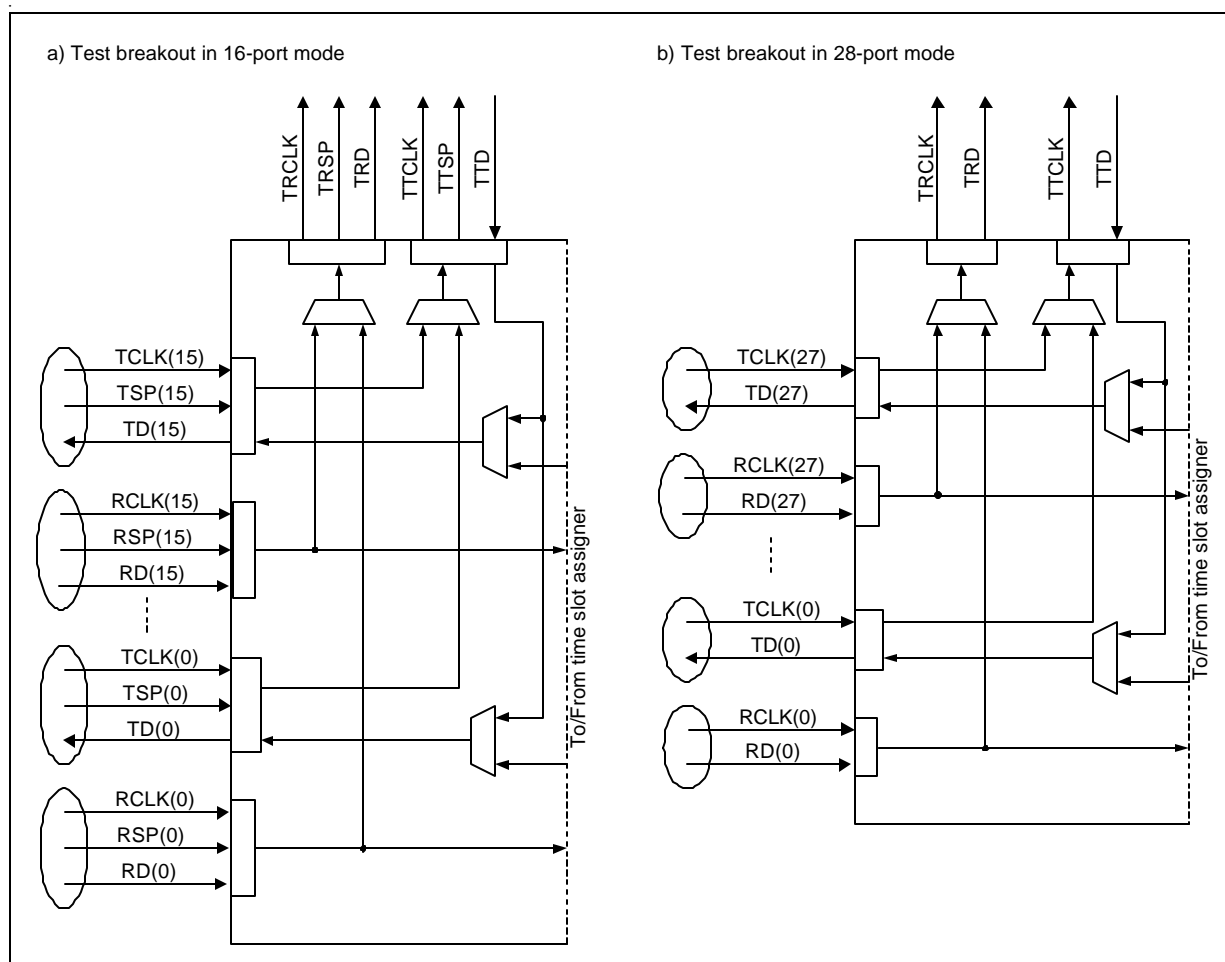 a) Test breakout in 16-port mode
TRCLK
TRSP
TRD
TTCLK
TTSP
TTD
TCLK(15)
TSP(15)
TD(15)
RCLK(15)
RSP(15)
RD(15)
TCLK(0)
TSP(0)
TD(0)
RCLK(0)
RSP(0)
RD(0)
To/From time slot assigner
b) Test breakout in 28-port mode
TRCLK
TRD
TTCLK
TTD
TCLK(27)
TD(27)
RCLK(27)
RD(27)
TCLK(0)
TD(0)
RCLK(0)
RD(0)
To/From time slot assigner